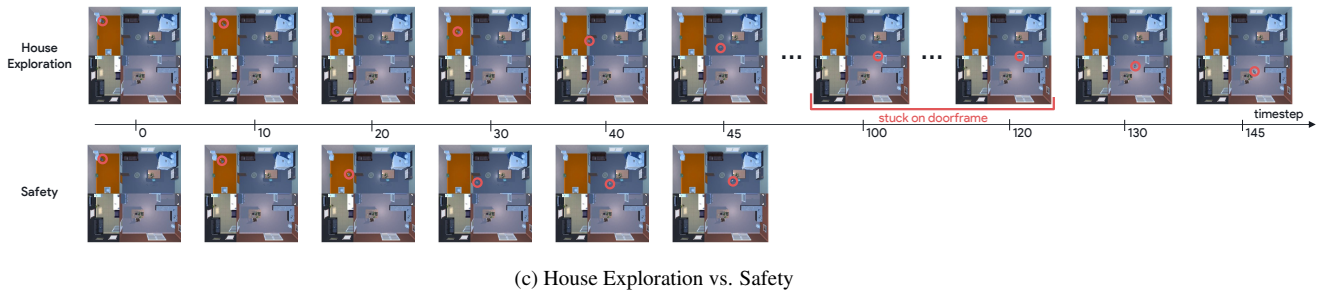 House
Exploration
...
...
stuck on doorframe
timestep
0
10
20
30
40
45
100
120
130
145
Safety
(c) House Exploration vs. Safety